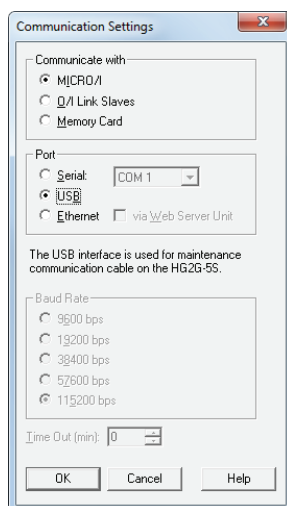 Communication Settings
Communicate with
MICRO/I
O/I Link Slaves
Memory Card
Port
Serial: COM 1
USB
Ethernet via Web Server Unit
The USB interface is used for maintenance
communication cable on the HG2G-5S.
Baud Rate
9600 bps
19200 bps
38400 bps
57600 bps
115200 bps
Time Out (min): 0
OK Cancel Help